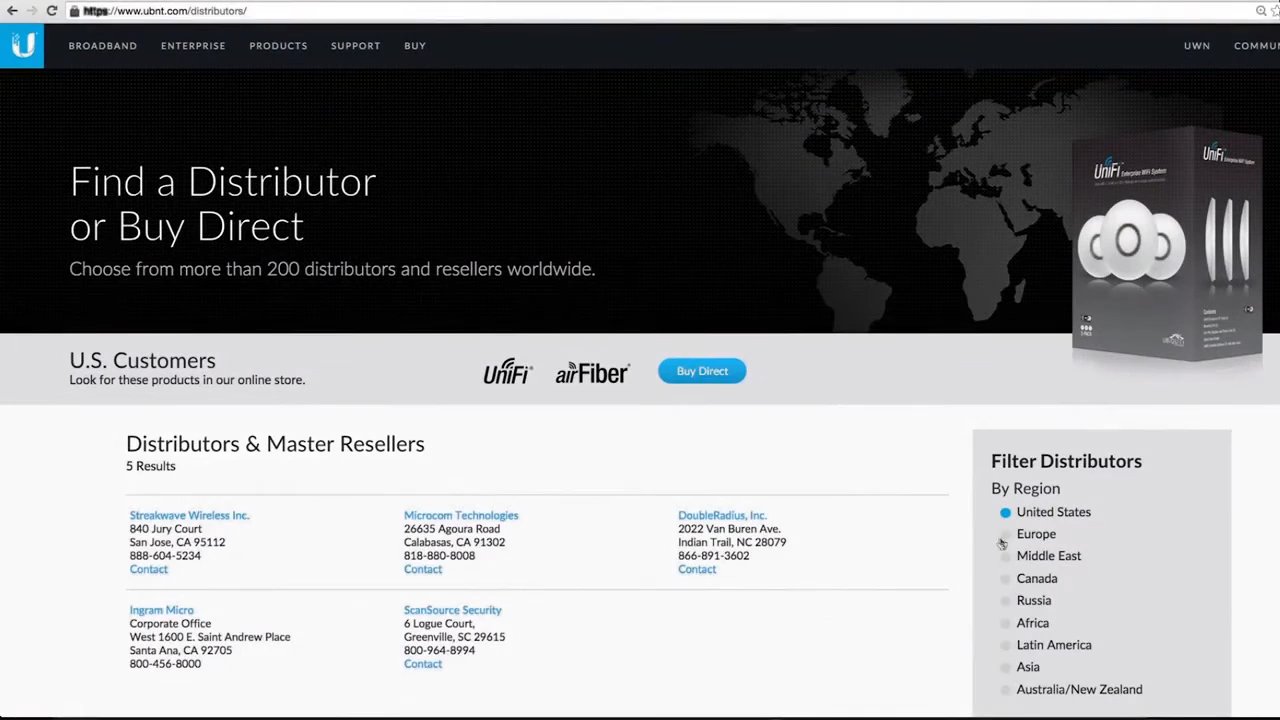 https://www.ubnt.com/distributors/
BROADBAND ENTERPRISE PRODUCTS SUPPORT BUY
UWN COMMUN
Find a Distributor
or Buy Direct
Choose from more than 200 distributors and resellers worldwide.
UniFi Enterprise WiFi System
UniFi
U.S. Customers
Look for these products in our online store.
UniFi airFiber Buy Direct
Distributors & Master Resellers
5 Results
Streakwave Wireless Inc.
840 Jury Court
San Jose, CA 95112
888-604-5234
Contact
Microcom Technologies
26635 Agoura Road
Calabasas, CA 91302
818-880-8008
Contact
DoubleRadius, Inc.
2022 Van Buren Ave.
Indian Trail, NC 28079
866-891-3602
Contact
Ingram Micro
Corporate Office
West 1600 E. Saint Andrew Place
Santa Ana, CA 92705
800-456-8000
ScanSource Security
6 Logue Court,
Greenville, SC 29615
800-964-8994
Contact
Filter Distributors
By Region
United States
Europe
Middle East
Canada
Russia
Africa
Latin America
Asia
Australia/New Zealand